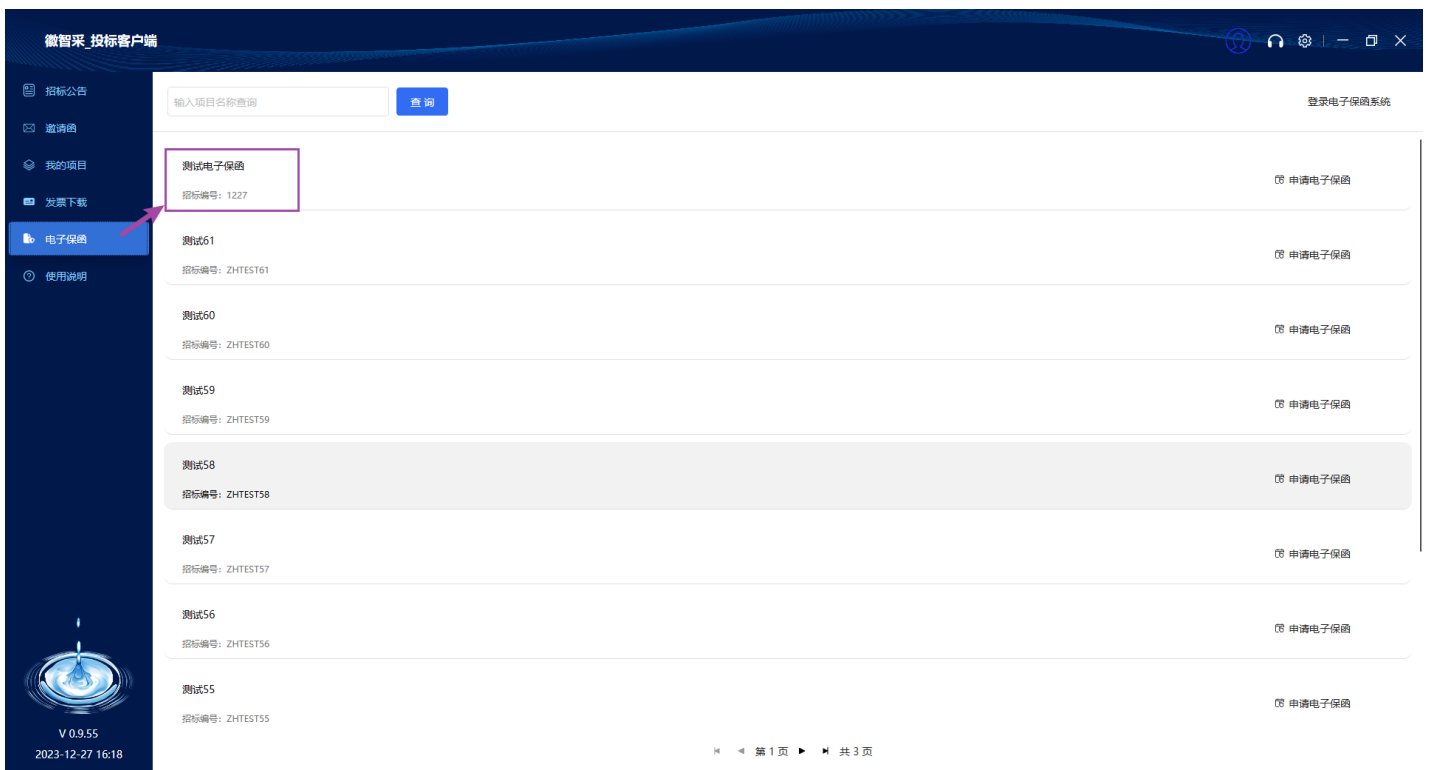 徽智采_投标客户端
招标公告
邀请函
我的项目
发票下载
电子保函
使用说明
V 0.9.55
2023-12-27 16:18
输入项目名称查询 查 询 登录电子保函系统
测试电子保函
招标编号：1227
申请电子保函
测试61
招标编号：ZHTEST61
申请电子保函
测试60
招标编号：ZHTEST60
申请电子保函
测试59
招标编号：ZHTEST59
申请电子保函
测试58
招标编号：ZHTEST58
申请电子保函
测试57
招标编号：ZHTEST57
申请电子保函
测试56
招标编号：ZHTEST56
申请电子保函
测试55
招标编号：ZHTEST55
申请电子保函
第 1 页 共 3 页